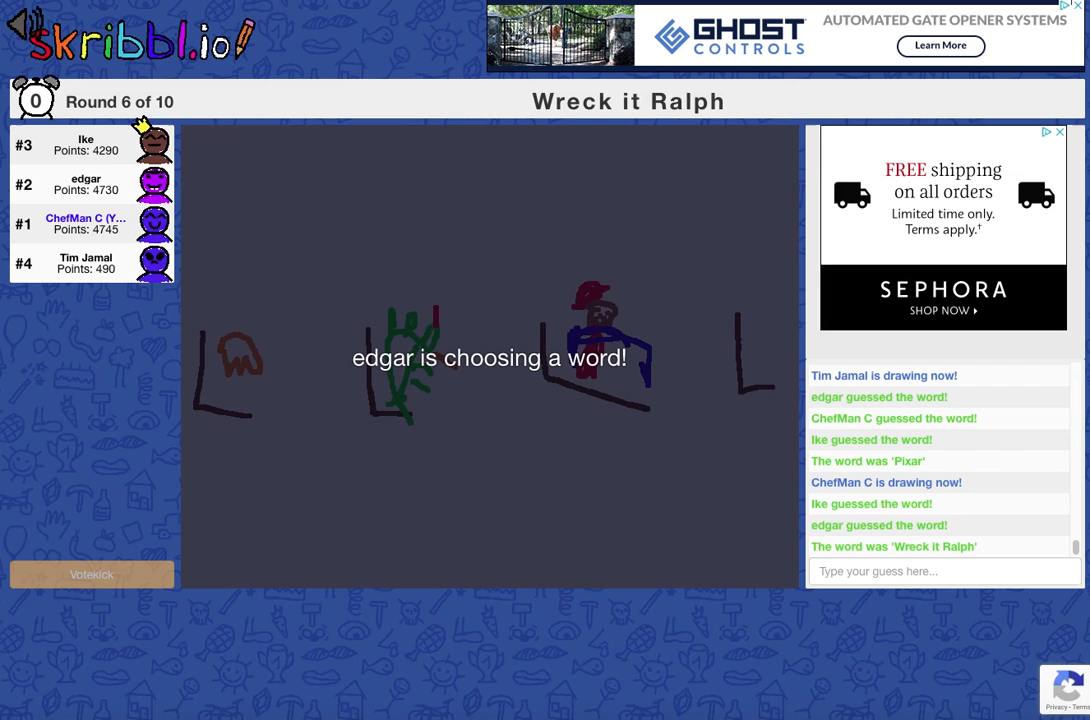 skribbl.io
GHOST
CONTROLS
AUTOMATED GATE OPENER SYSTEMS
Learn More
0
Round 6 of 10
Wreck it Ralph
#3
Ike
Points: 4290
#2
edgar
Points: 4730
#1
ChefMan C (Y...
Points: 4745
#4
Tim Jamal
Points: 490
Votekick
L
L
L
L
edgar is choosing a word!
FREE shipping
on all orders
Limited time only.
Terms apply.†
SEPHORA
SHOP NOW
Tim Jamal is drawing now!
edgar guessed the word!
ChefMan C guessed the word!
Ike guessed the word!
The word was 'Pixar'
ChefMan C is drawing now!
Ike guessed the word!
edgar guessed the word!
The word was 'Wreck it Ralph'
Type your guess here...
Privacy - Terms